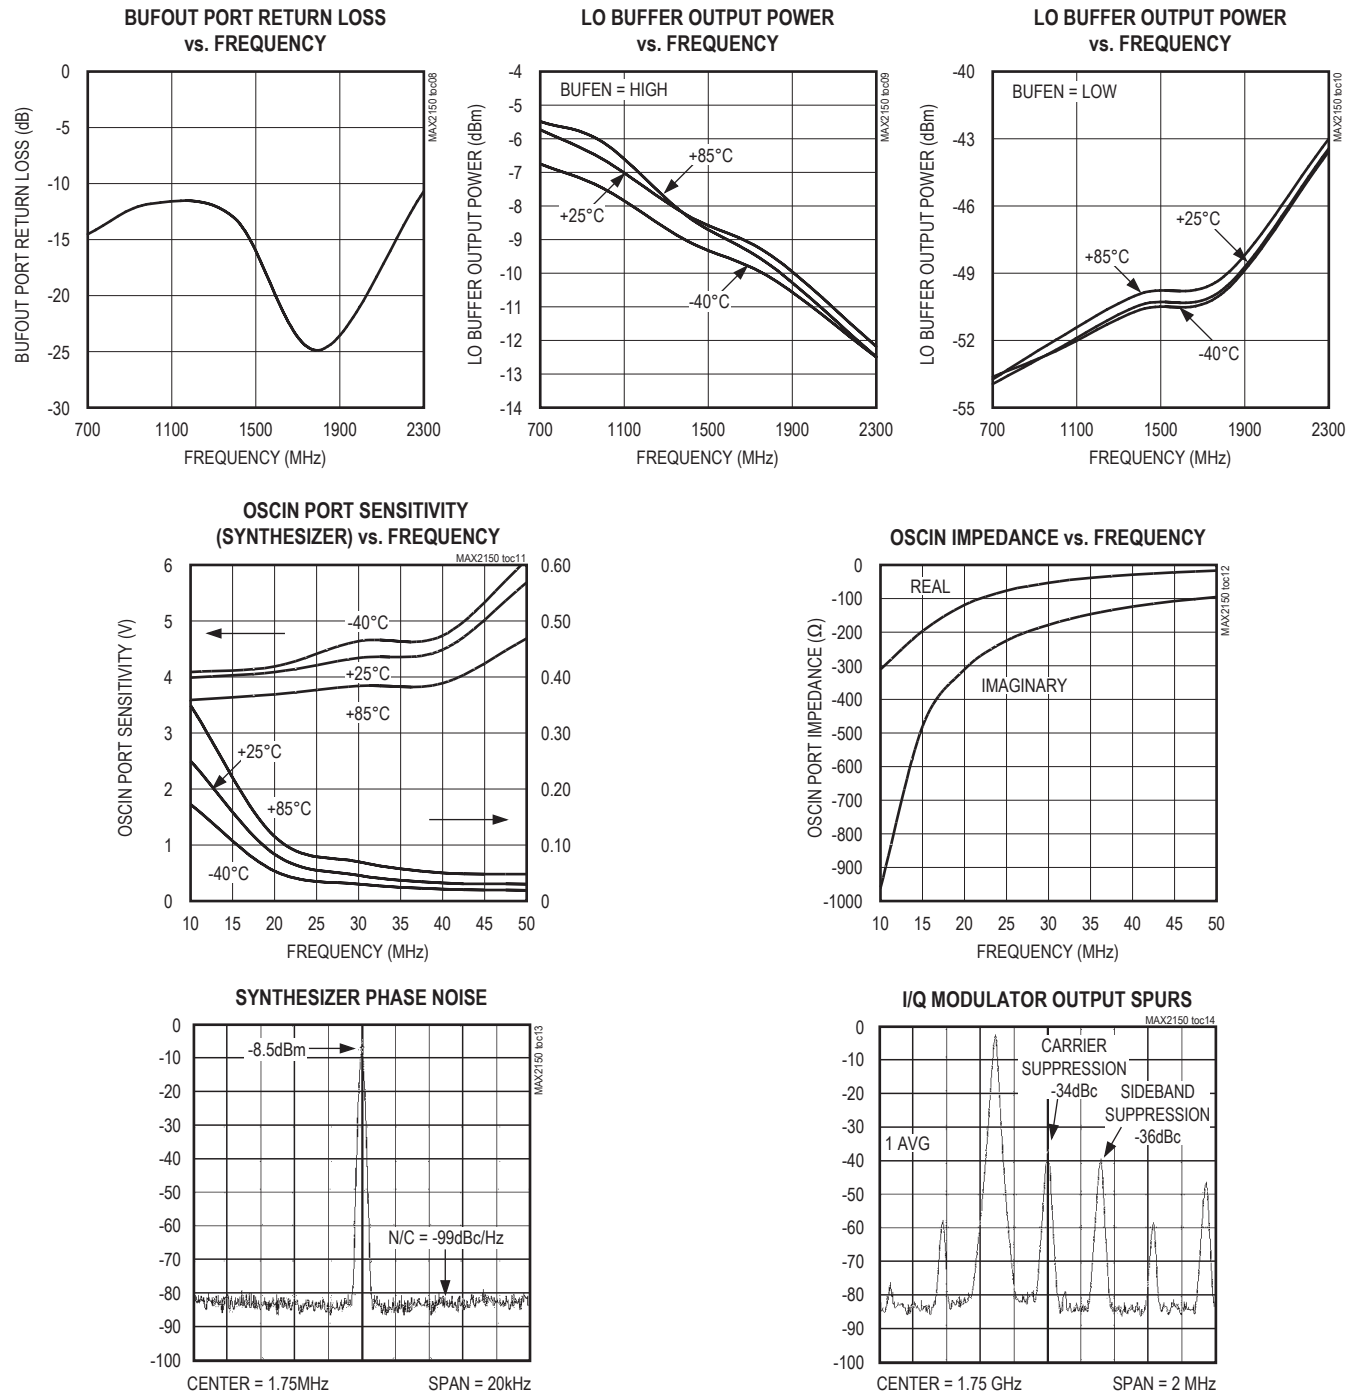 BUFOUT PORT RETURN LOSS
vs. FREQUENCY
MAX2150 toc08
BUFOUT PORT RETURN LOSS (dB)
0
-5
-10
-15
-20
-25
-30
700 1100 1500 1900 2300
FREQUENCY (MHz)
LO BUFFER OUTPUT POWER
vs. FREQUENCY
MAX2150 toc09
LO BUFFER OUTPUT POWER (dBm)
-4
-5
-6
-7
-8
-9
-10
-11
-12
-13
-14
BUFEN = HIGH
+85°C
+25°C
-40°C
700 1100 1500 1900 2300
FREQUENCY (MHz)
LO BUFFER OUTPUT POWER
vs. FREQUENCY
MAX2150 toc10
LO BUFFER OUTPUT POWER (dBm)
-40
-43
-46
-49
-52
-55
BUFEN = LOW
+25°C
+85°C
-40°C
700 1100 1500 1900 2300
FREQUENCY (MHz)
OSCIN PORT SENSITIVITY
(SYNTHESIZER) vs. FREQUENCY
MAX2150 toc11
OSCIN PORT SENSITIVITY (V)
6
5
4
3
2
1
0
0.60
0.50
0.40
0.30
0.20
0.10
0
-40°C
+25°C
+85°C
+25°C
+85°C
-40°C
10 15 20 25 30 35 40 45 50
FREQUENCY (MHz)
OSCIN IMPEDANCE vs. FREQUENCY
MAX2150 toc12
OSCIN PORT IMPEDANCE (Ω)
0
-100
-200
-300
-400
-500
-600
-700
-800
-900
-1000
REAL
IMAGINARY
10 15 20 25 30 35 40 45 50
FREQUENCY (MHz)
SYNTHESIZER PHASE NOISE
MAX2150 toc13
0
-10
-20
-30
-40
-50
-60
-70
-80
-90
-100
-8.5dBm
N/C = -99dBc/Hz
CENTER = 1.75MHz SPAN = 20kHz
I/Q MODULATOR OUTPUT SPURS
MAX2150 toc14
0
-10
-20
-30
-40
-50
-60
-70
-80
-90
-100
CARRIER
SUPPRESSION
-34dBc
SIDEBAND
SUPPRESSION
-36dBc
1 AVG
CENTER = 1.75 GHz SPAN = 2 MHz